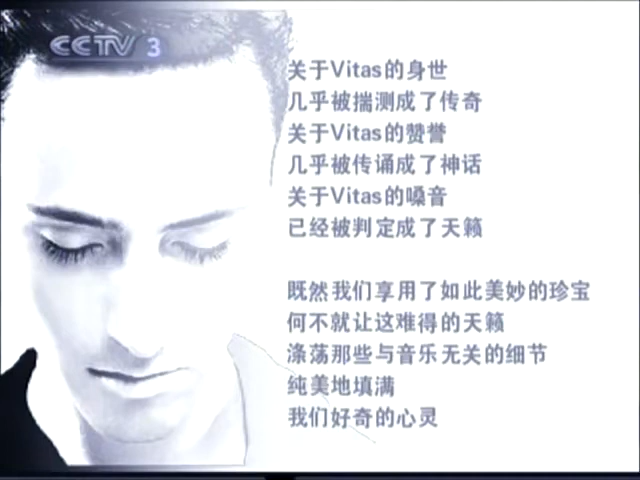 CCTV 3
关于Vitas的身世
几乎被揣测成了传奇
关于Vitas的赞誉
几乎被传诵成了神话
关于Vitas的嗓音
已经被判定成了天籁
既然我们享用了如此美妙的珍宝
何不就让这难得的天籁
涤荡那些与音乐无关的细节
纯美地填满
我们好奇的心灵